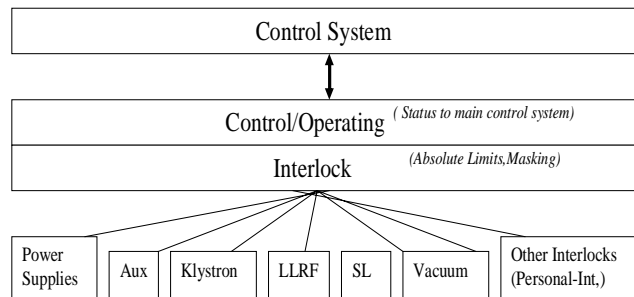 Control System
Control/Operating ( Status to main control system)
Interlock (Absolute Limits,Masking)
Power
Supplies
Aux
Klystron
LLRF
SL
Vacuum
Other Interlocks
(Personal-Int,)